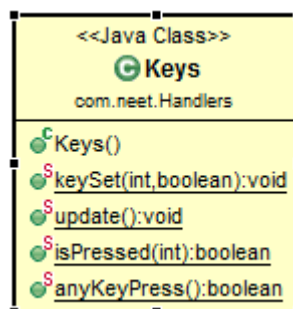 <<Java Class>>
Keys
com.neet.Handlers
Keys()
keySet(int,boolean):void
update():void
isPressed(int):boolean
anyKeyPress():boolean